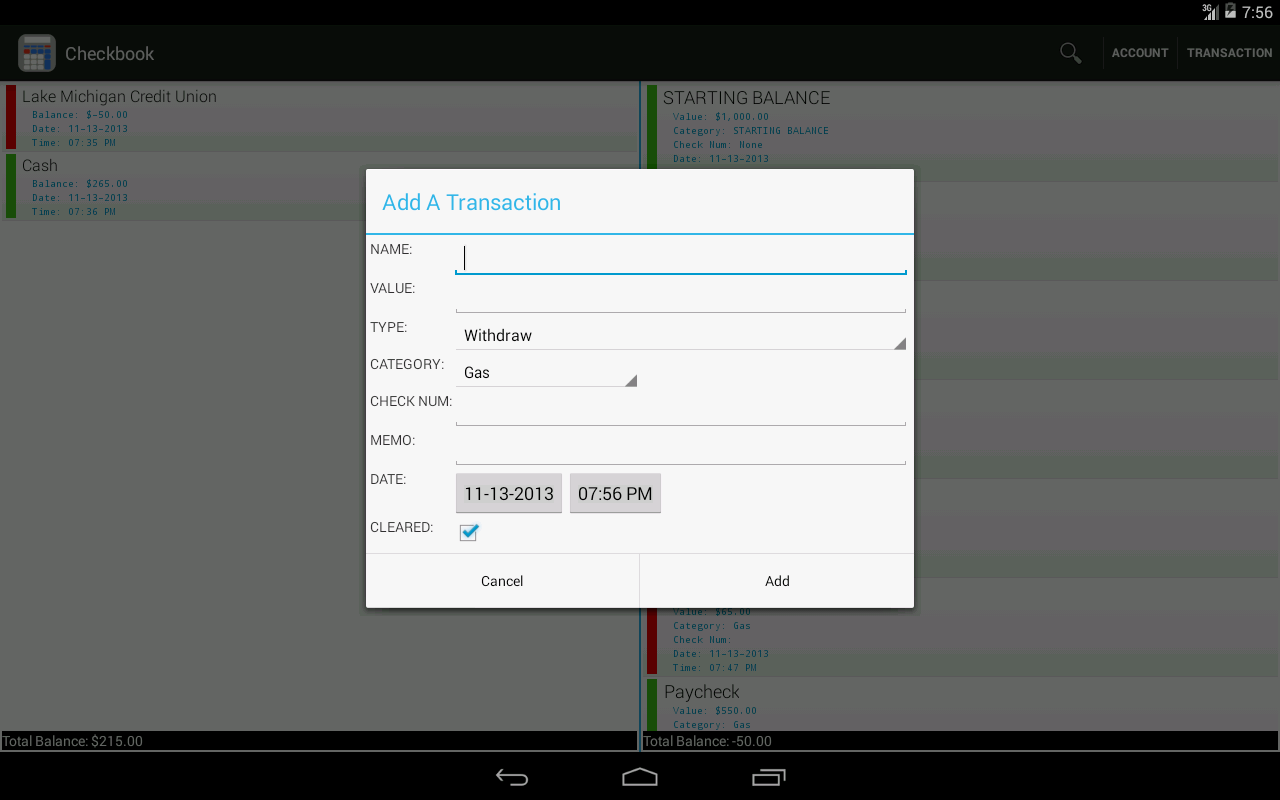 3G 7:56
Checkbook
ACCOUNT TRANSACTION
Lake Michigan Credit Union
Balance: $-50.00
Date: 11-13-2013
Time: 07:35 PM
Cash
Balance: $265.00
Date: 11-13-2013
Time: 07:36 PM
Total Balance: $215.00
STARTING BALANCE
Value: $1,000.00
Category: STARTING BALANCE
Check Num: None
Date: 11-13-2013
Add A Transaction
NAME:
VALUE:
TYPE: Withdraw
CATEGORY: Gas
CHECK NUM:
MEMO:
DATE: 11-13-2013 07:56 PM
CLEARED:
Cancel Add
Value: $65.00
Category: Gas
Check Num:
Date: 11-13-2013
Time: 07:47 PM
Paycheck
Value: $550.00
Category: Gas
Total Balance: -50.00